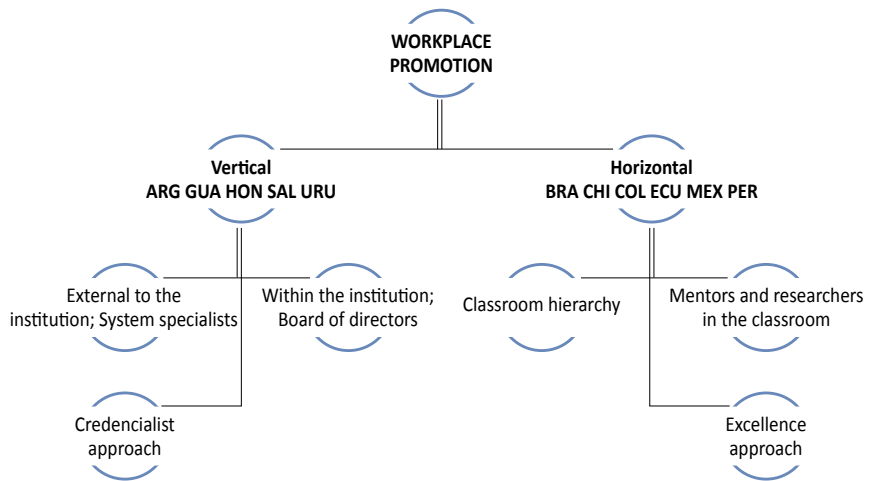 WORKPLACE
PROMOTION
Vertical
ARG GUA HON SAL URU
Horizontal
BRA CHI COL ECU MEX PER
External to the
institution; System specialists
Within the institution;
Board of directors
Classroom hierarchy
Mentors and researchers
in the classroom
Credencialist
approach
Excellence
approach